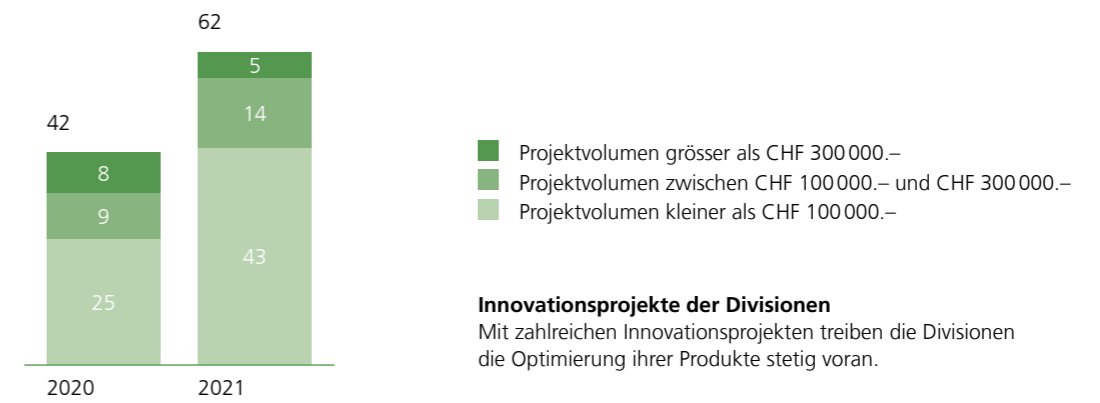 62
5
14
43
42
8
9
25
2020
2021
Projektvolumen grösser als CHF 300 000.–
Projektvolumen zwischen CHF 100 000.– und CHF 300 000.–
Projektvolumen kleiner als CHF 100 000.–
Innovationsprojekte der Divisionen
Mit zahlreichen Innovationsprojekten treiben die Divisionen
die Optimierung ihrer Produkte stetig voran.